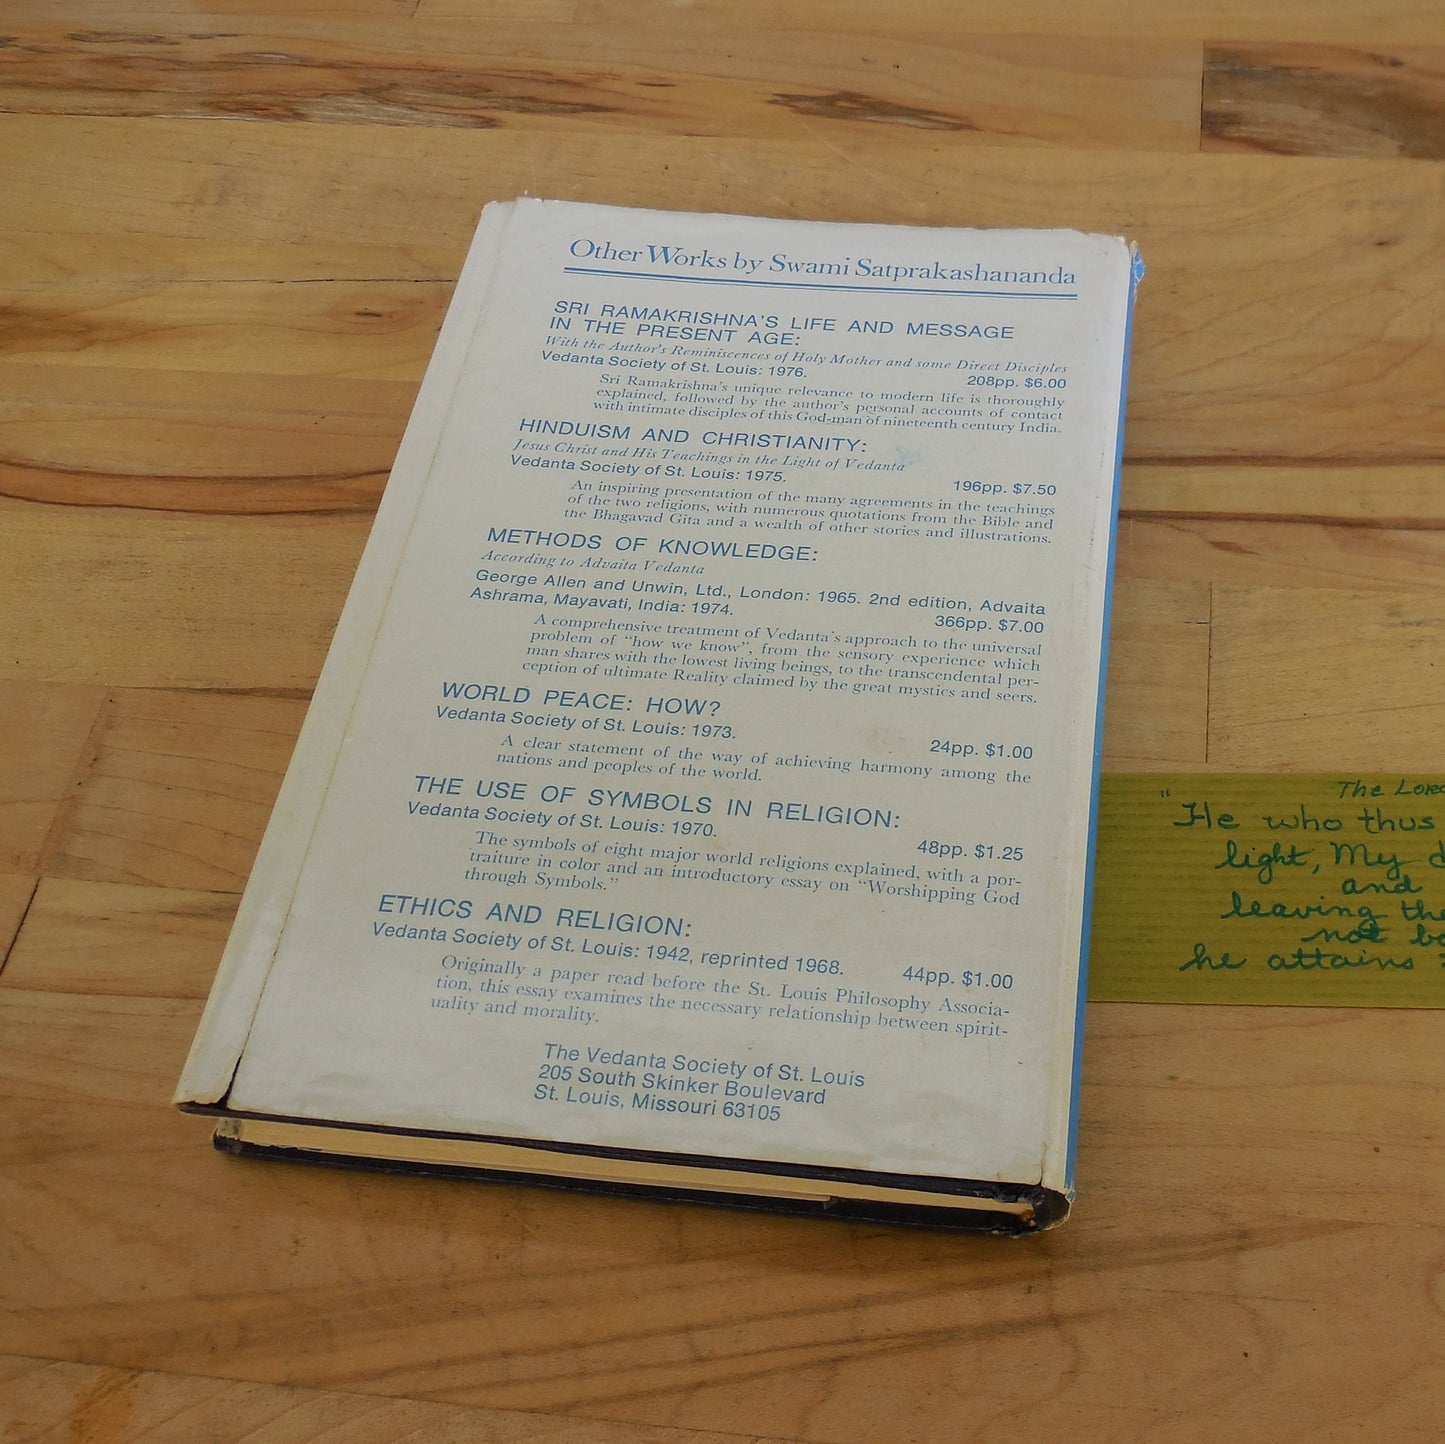 Other Works by Swami Satprakashananda
SRI RAMAKRISHNA'S LIFE AND MESSAGE
IN THE PRESENT AGE:
With the Author's Reminiscences of Holy Mother and some Direct Disciples
Vedanta Society of St. Louis: 1976. 208pp. $6.00
Sri Ramakrishna's unique relevance to modern life is thoroughly
explained, followed by the author's personal accounts of contact
with intimate disciples of this God-man of nineteenth century India.
HINDUISM AND CHRISTIANITY:
Jesus Christ and His Teachings in the Light of Vedanta
Vedanta Society of St. Louis: 1975. 196pp. $7.50
An inspiring presentation of the many agreements in the teachings
of the two religions, with numerous quotations from the Bible and
the Bhagavad Gita and a wealth of other stories and illustrations.
METHODS OF KNOWLEDGE:
According to Advaita Vedanta
George Allen and Unwin, Ltd., London: 1965. 2nd edition, Advaita
Ashrama, Mayavati, India: 1974. 366pp. $7.00
A comprehensive treatment of Vedanta's approach to the universal
problem of "how we know", from the sensory experience which
man shares with the lowest living beings, to the transcendental per-
ception of ultimate Reality claimed by the great mystics and seers.
WORLD PEACE: HOW?
Vedanta Society of St. Louis: 1973. 24pp. $1.00
A clear statement of the way of achieving harmony among the
nations and peoples of the world.
THE USE OF SYMBOLS IN RELIGION:
Vedanta Society of St. Louis: 1970. 48pp. $1.25
The symbols of eight major world religions explained, with a por-
traiture in color and an introductory essay on "Worshipping God
through Symbols."
ETHICS AND RELIGION:
Vedanta Society of St. Louis: 1942, reprinted 1968. 44pp. $1.00
Originally a paper read before the St. Louis Philosophy Associa-
tion, this essay examines the necessary relationship between spirit-
uality and morality.
The Vedanta Society of St. Louis
205 South Skinker Boulevard
St. Louis, Missouri 63105
The
"He who thus
light, My
and
leaving
not
he attains